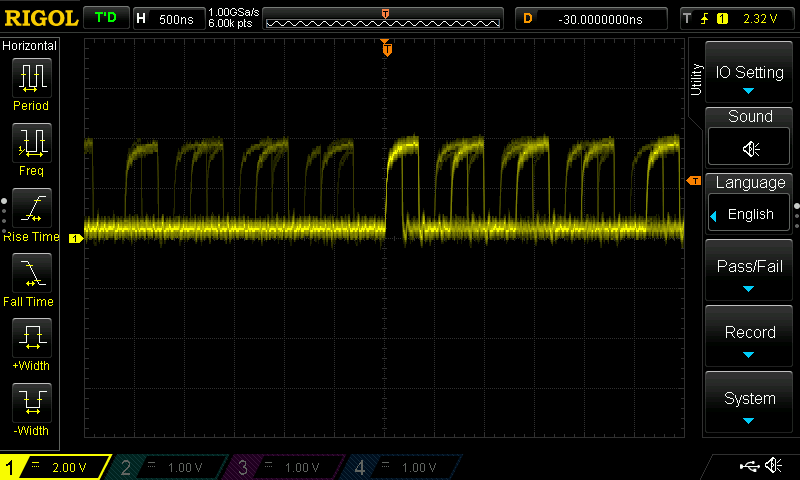 RIGOL T'D H 500ns 1.00GSa/s 6.00k pts T D -30.0000000ns T 1 2.32 V
Horizontal
Period
Freq
Rise Time
Fall Time
+Width
-Width
T
T
1
Utility
IO Setting
Sound
Language
English
Pass/Fail
Record
System
1 2.00 V 2 1.00 V 3 1.00 V 4 1.00 V